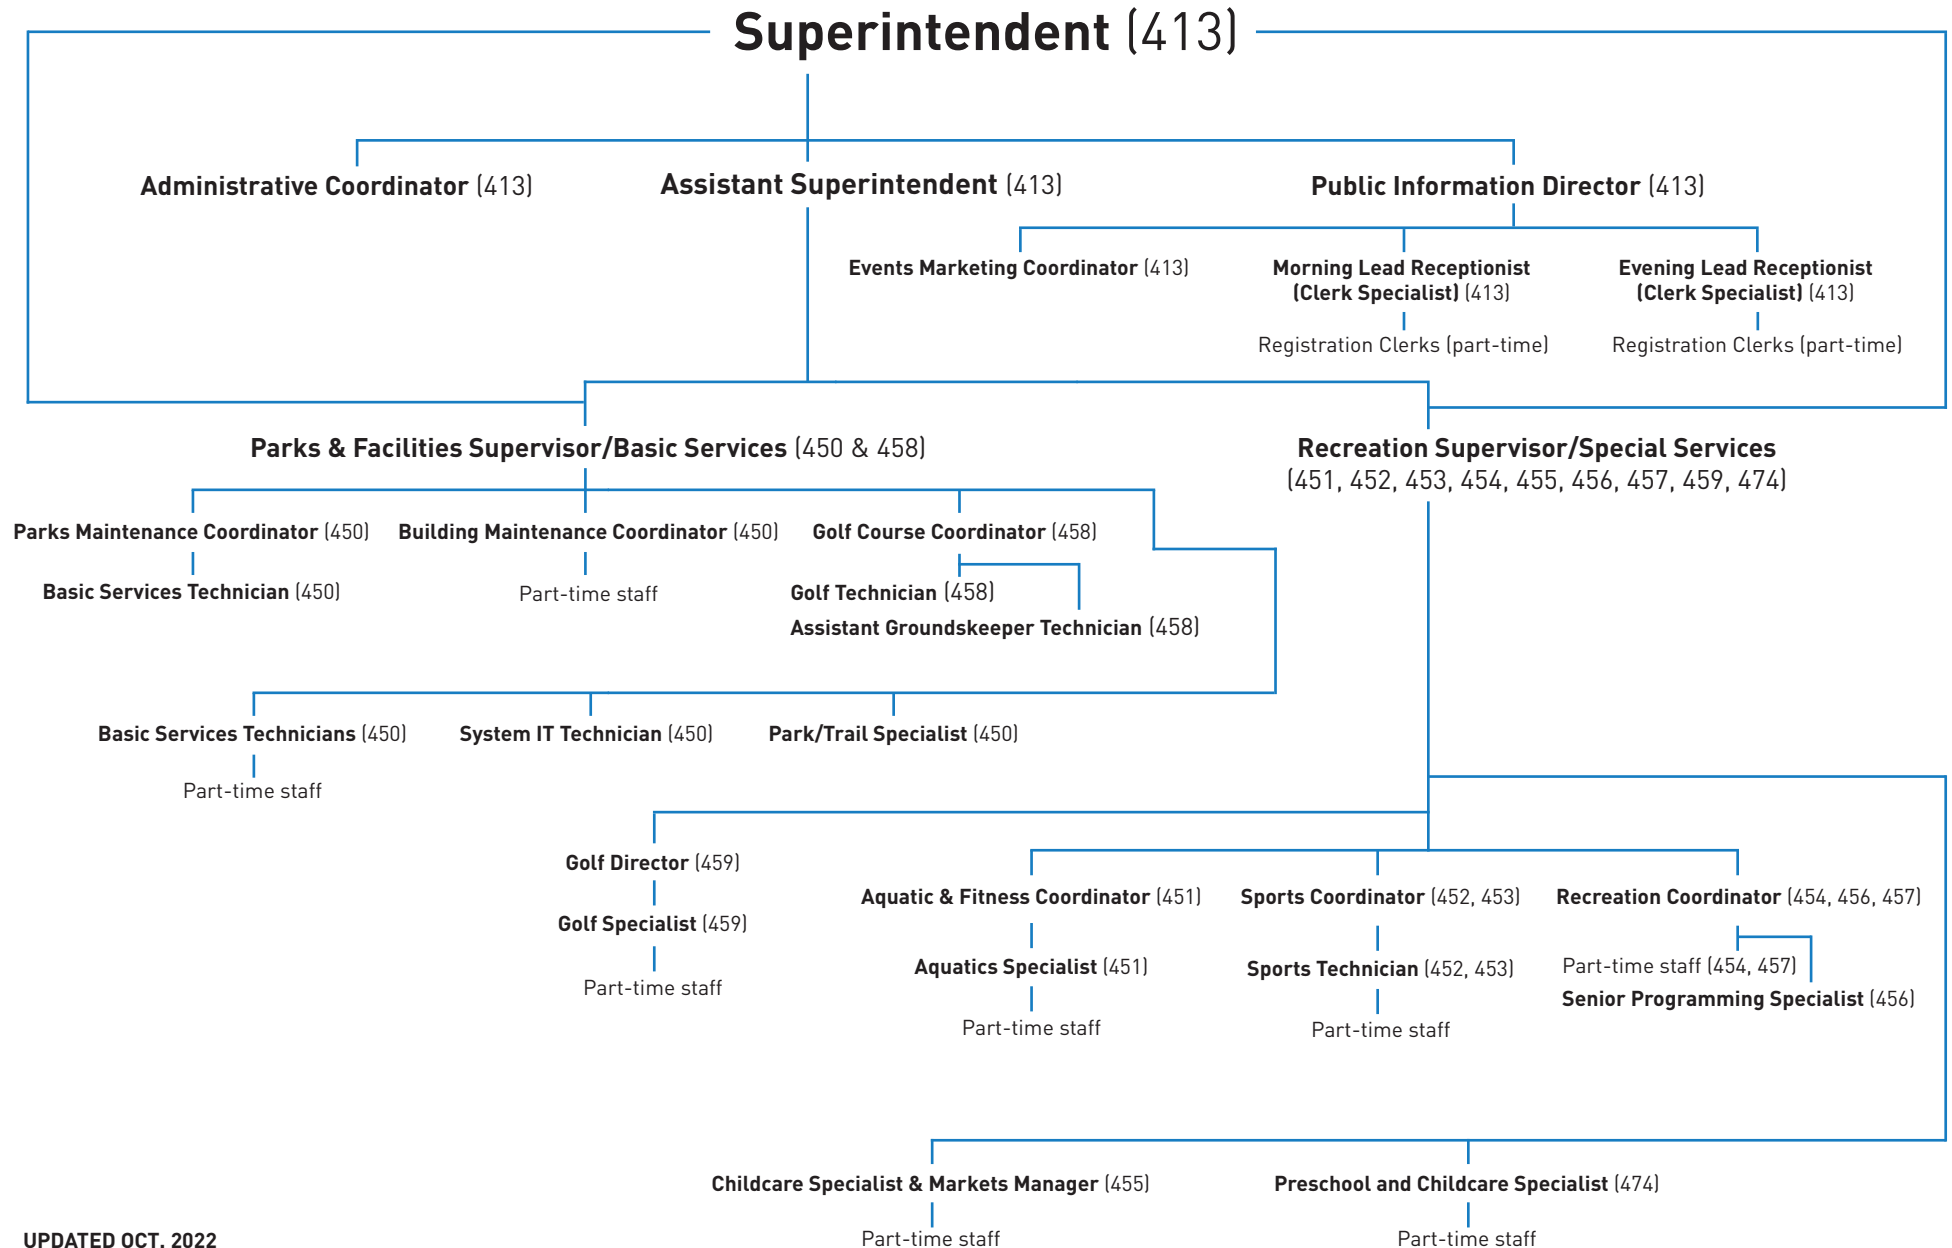 Superintendent (413)
Administrative Coordinator (413)
Assistant Superintendent (413)
Public Information Director (413)
Events Marketing Coordinator (413)
Morning Lead Receptionist
(Clerk Specialist) (413)
Registration Clerks (part-time)
Evening Lead Receptionist
(Clerk Specialist) (413)
Registration Clerks (part-time)
Parks & Facilities Supervisor/Basic Services (450 & 458)
Recreation Supervisor/Special Services
(451, 452, 453, 454, 455, 456, 457, 459, 474)
Parks Maintenance Coordinator (450)
Basic Services Technician (450)
Building Maintenance Coordinator (450)
Part-time staff
Golf Course Coordinator (458)
Golf Technician (458)
Assistant Groundskeeper Technician (458)
Basic Services Technicians (450)
Part-time staff
System IT Technician (450)
Park/Trail Specialist (450)
Golf Director (459)
Golf Specialist (459)
Part-time staff
Aquatic & Fitness Coordinator (451)
Aquatics Specialist (451)
Part-time staff
Sports Coordinator (452, 453)
Sports Technician (452, 453)
Part-time staff
Recreation Coordinator (454, 456, 457)
Part-time staff (454, 457)
Senior Programming Specialist (456)
Childcare Specialist & Markets Manager (455)
Part-time staff
Preschool and Childcare Specialist (474)
Part-time staff
UPDATED OCT. 2022